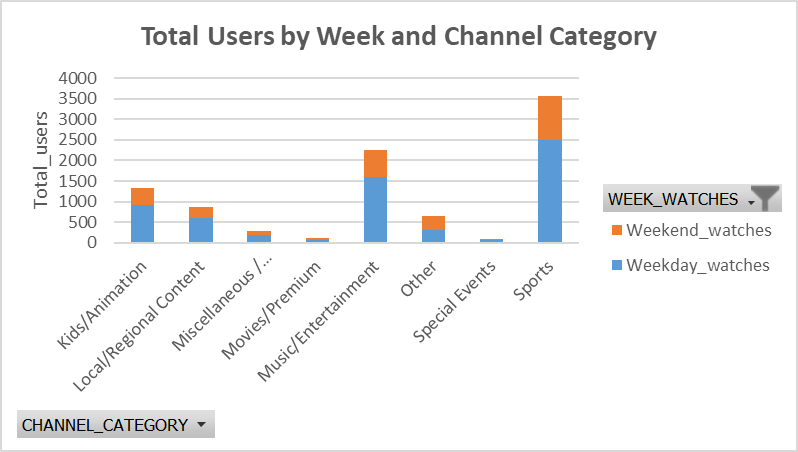 Total Users by Week and Channel Category
Total_users
4000
3500
3000
2500
2000
1500
1000
500
0
Kids/Animation
Local/Regional Content
Miscellaneous /...
Movies/Premium
Music/Entertainment
Other
Special Events
Sports
WEEK_WATCHES
Weekend_watches
Weekday_watches
CHANNEL_CATEGORY